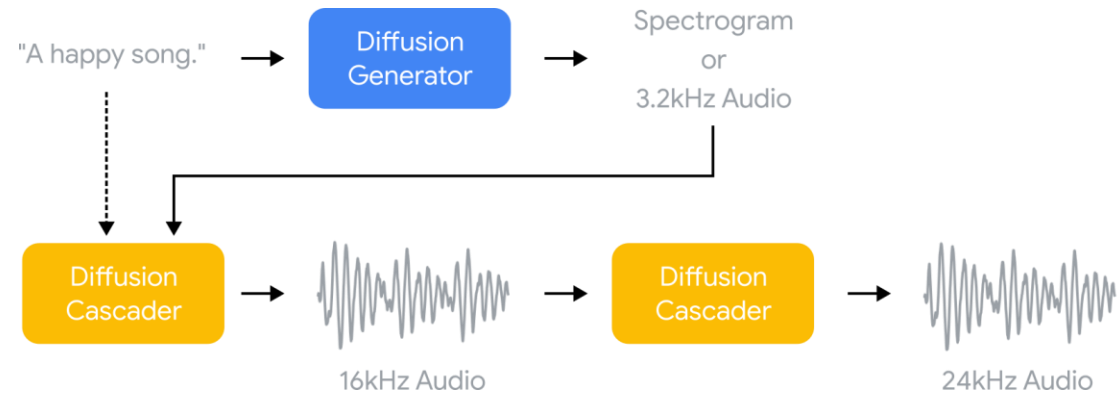 "A happy song."
Diffusion
Generator
Spectrogram
or
3.2kHz Audio
Diffusion
Cascader
16kHz Audio
Diffusion
Cascader
24kHz Audio